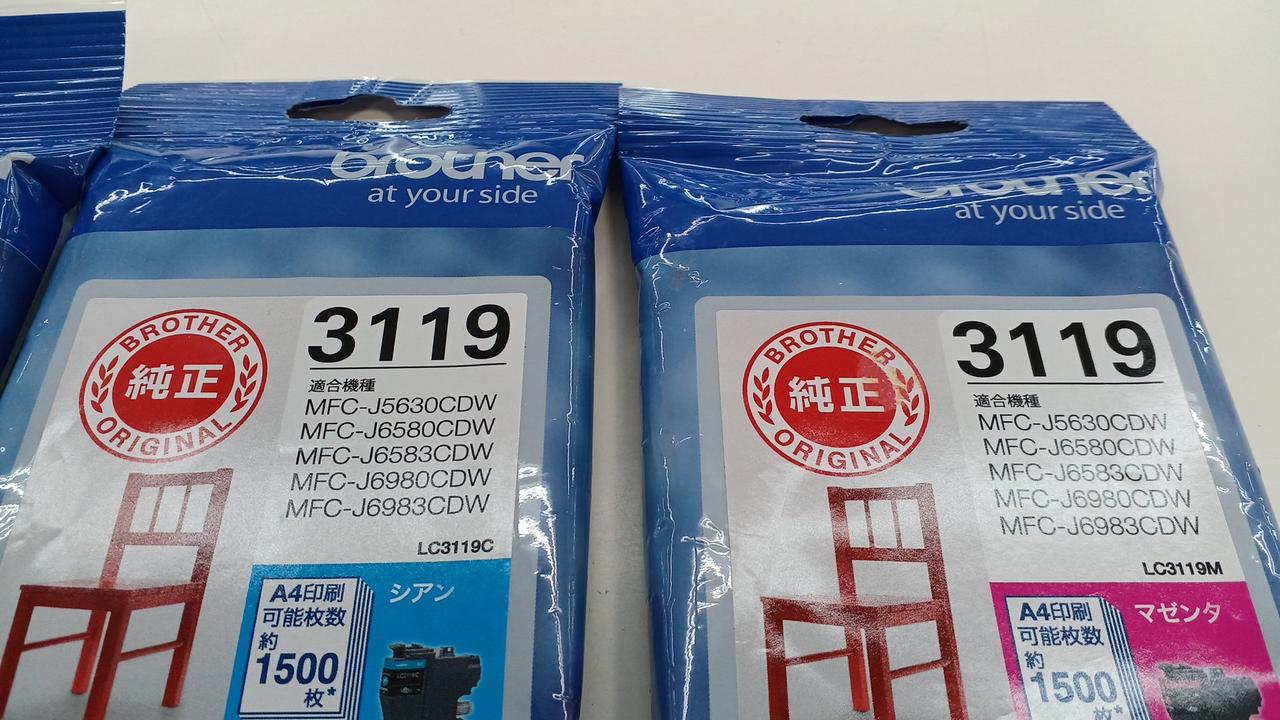 brother
at your side
BROTHER
純正
ORIGINAL
3119
適合機種
MFC-J5630CDW
MFC-J6580CDW
MFC-J6583CDW
MFC-J6980CDW
MFC-J6983CDW
LC3119C
シアン
A4印刷
可能枚数
約
1500
枚*
brother
at your side
BROTHER
純正
ORIGINAL
3119
適合機種
MFC-J5630CDW
MFC-J6580CDW
MFC-J6583CDW
MFC-J6980CDW
MFC-J6983CDW
LC3119M
マゼンタ
A4印刷
可能枚数
約
1500
枚*